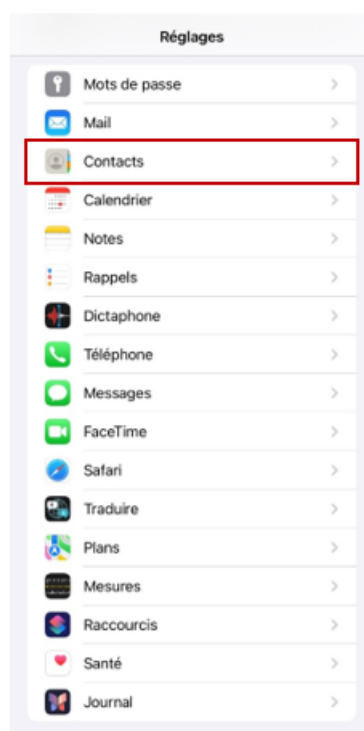 Réglages
Mots de passe
Mail
Contacts
Calendrier
Notes
Rappels
Dictaphone
Téléphone
Messages
FaceTime
Safari
Traduire
Plans
Mesures
Raccourcis
Santé
Journal